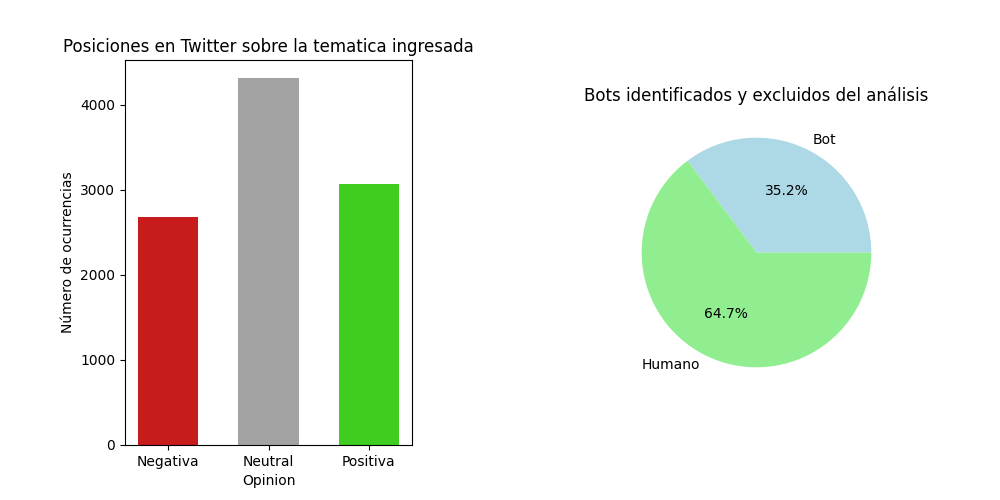 Posiciones en Twitter sobre la tematica ingresada
Número de ocurrencias
4000
3000
2000
1000
0
Negativa
Neutral
Positiva
Opinion
Bots identificados y excluidos del análisis
Bot
35.2%
64.7%
Humano